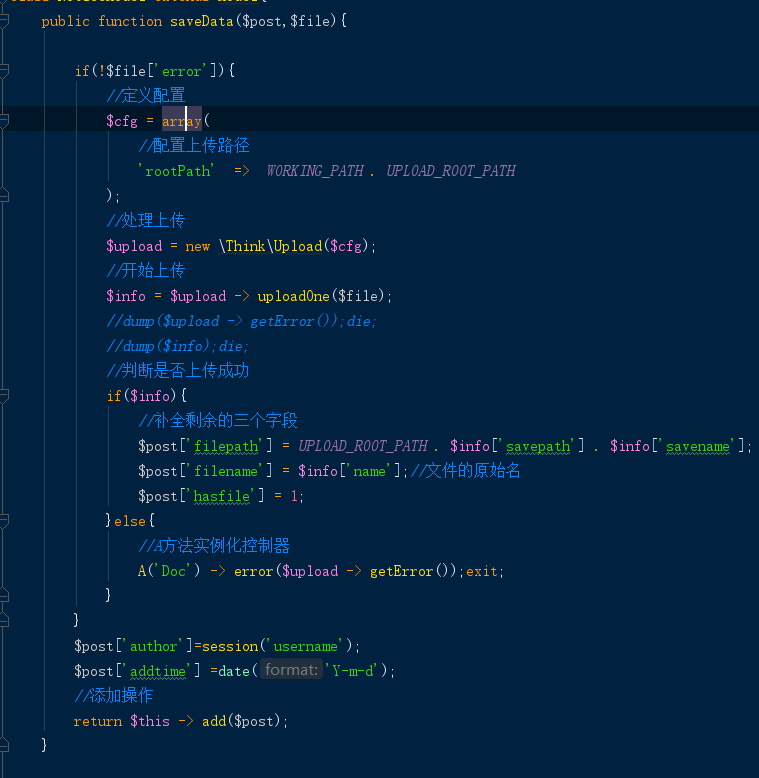 public function saveData($post,$file){
if(!$file['error']){
//定义配置
$cfg = array(
//配置上传路径
'rootPath' => WORKING_PATH . UPLOAD_ROOT_PATH
);
//处理上传
$upload = new \Think\Upload($cfg);
//开始上传
$info = $upload -> uploadOne($file);
//dump($upload -> getError());die;
//dump($info);die;
//判断是否上传成功
if($info){
//补全剩余的三个字段
$post['filepath'] = UPLOAD_ROOT_PATH . $info['savepath'] . $info['savename'];
$post['filename'] = $info['name'];//文件的原始名
$post['hasfile'] = 1;
}else{
//A方法实例化控制器
A('Doc') -> error($upload -> getError());exit;
}
}
$post['author']=session('username');
$post['addtime'] =date( format: 'Y-m-d');
//添加操作
return $this -> add($post);
}